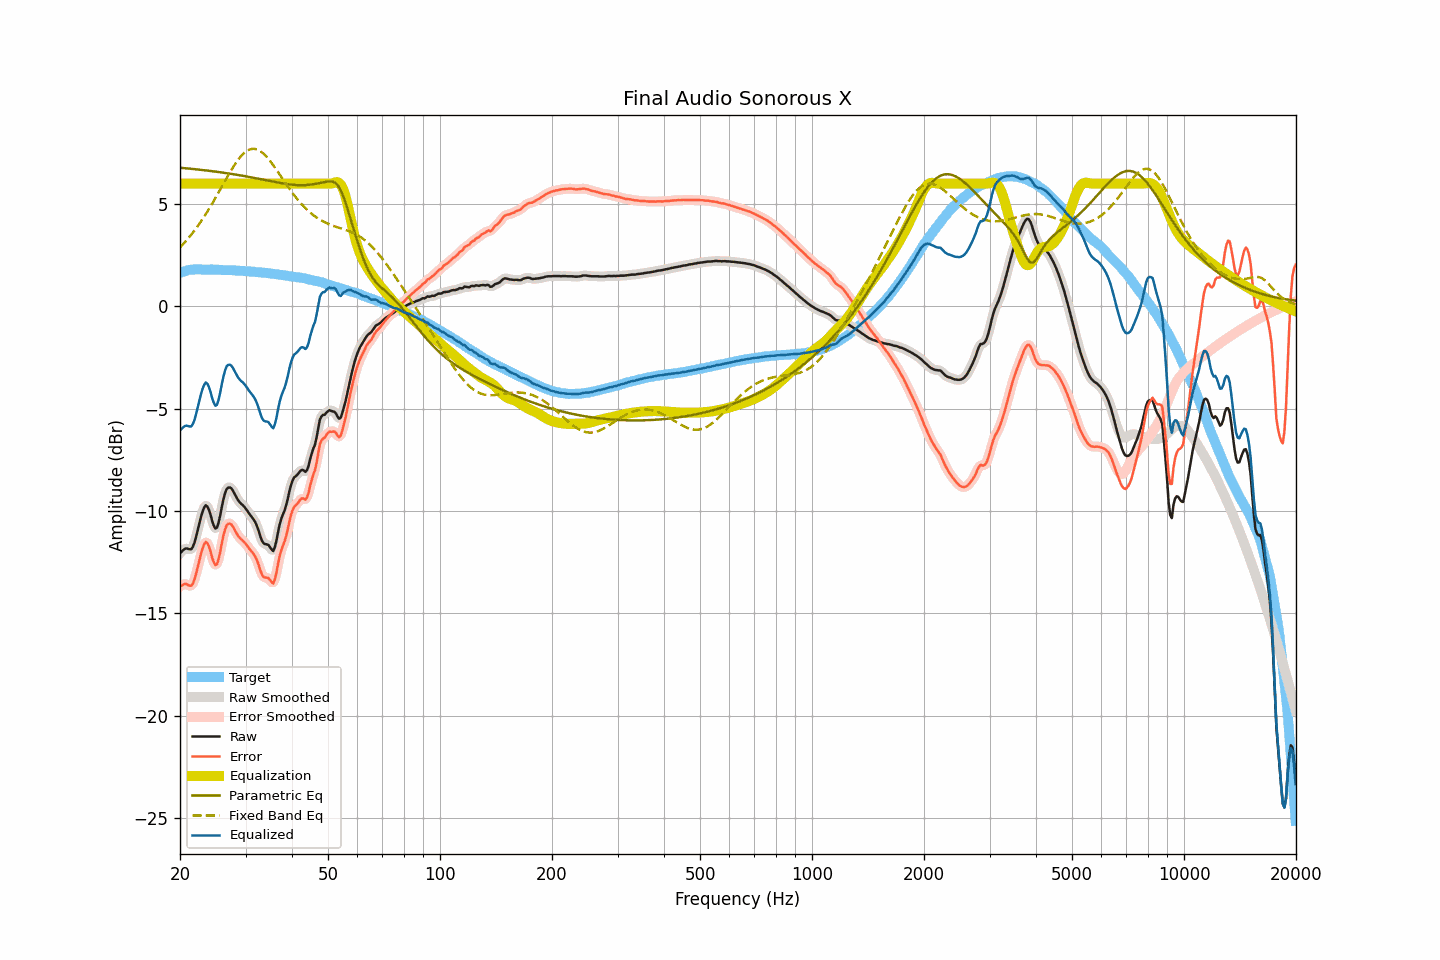 Final Audio Sonorous X
Amplitude (dBr)
5
0
−5
−10
−15
−20
−25
Target
Raw Smoothed
Error Smoothed
Raw
Error
Equalization
Parametric Eq
Fixed Band Eq
Equalized
20 50 100 200 500 1000 2000 5000 10000 20000
Frequency (Hz)